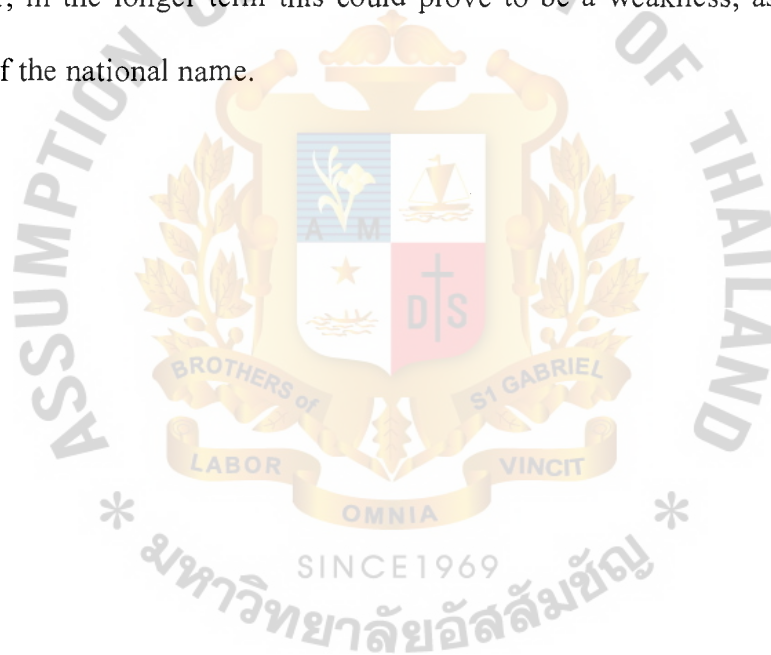 , in the longer term this could prove to be a weakness, as
f the national name.
ASSUMPTION OF THAILAND
A M
D S
BROTHERS of S1 GABRIEL
LABOR OMNIA VINCIT
SINCE1969
* มหาวิทยาลัยอัสสัมชัญ *